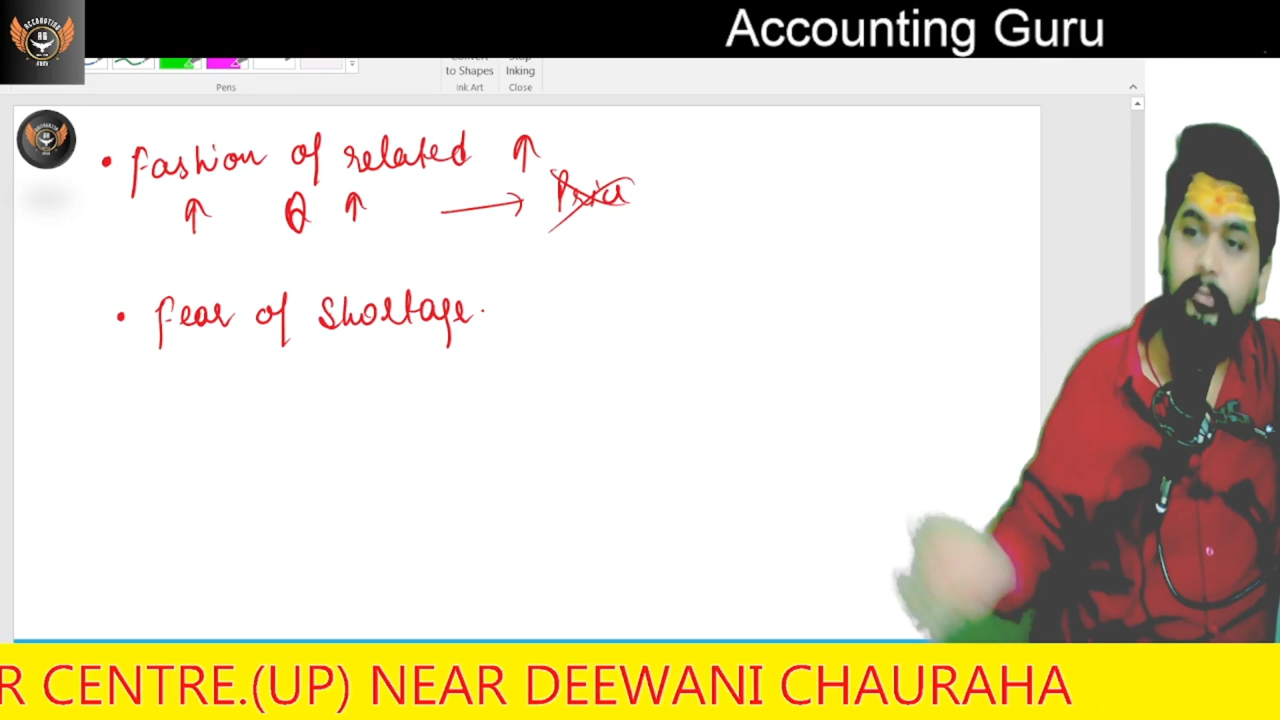 Accounting Guru
to Shapes
Inking
Pens
Ink Art
Close
• Fashion of related ↑
↑ Q ↑ → Price
• Fear of Shortage.
R CENTRE.(UP) NEAR DEEWANI CHAURAHA